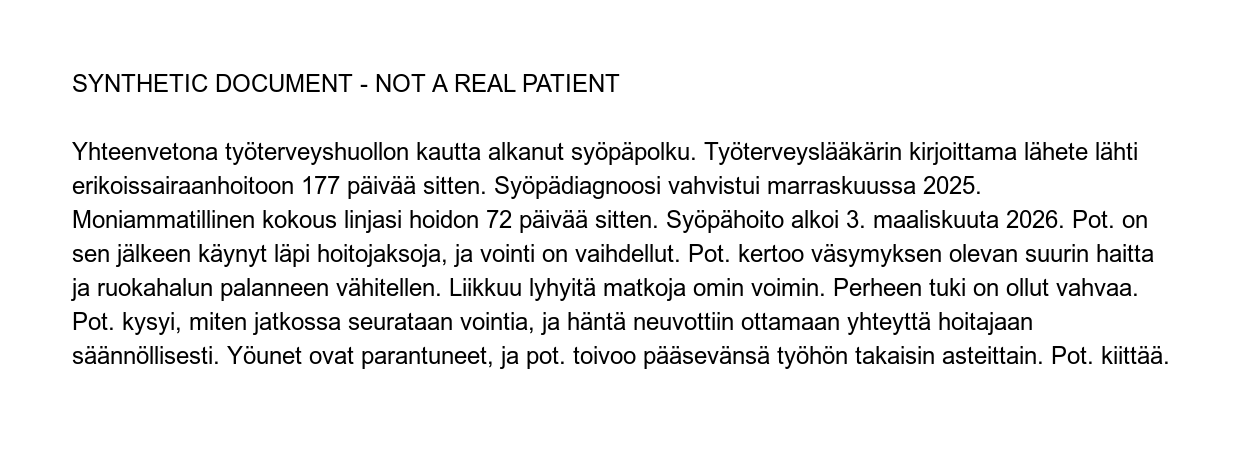 SYNTHETIC DOCUMENT - NOT A REAL PATIENT
Yhteenvetona työterveyshuollon kautta alkanut syöpäpolku. Työterveyslääkärin kirjoittama lähete lähti
erikoissairaanhoitoon 177 päivää sitten. Syöpädiagnoosi vahvistui marraskuussa 2025.
Moniammatillinen kokous linjasi hoidon 72 päivää sitten. Syöpähoito alkoi 3. maaliskuuta 2026. Pot. on
sen jälkeen käynyt läpi hoitojaksoja, ja vointi on vaihdellut. Pot. kertoo väsymyksen olevan suurin haitta
ja ruokahalun palanneen vähitellen. Liikkuu lyhyitä matkoja omin voimin. Perheen tuki on ollut vahvaa.
Pot. kysyi, miten jatkossa seurataan vointia, ja häntä neuvottiin ottamaan yhteyttä hoitajaan
säännöllisesti. Yöunet ovat parantuneet, ja pot. toivoo pääsevänsä työhön takaisin asteittain. Pot. kiittää.